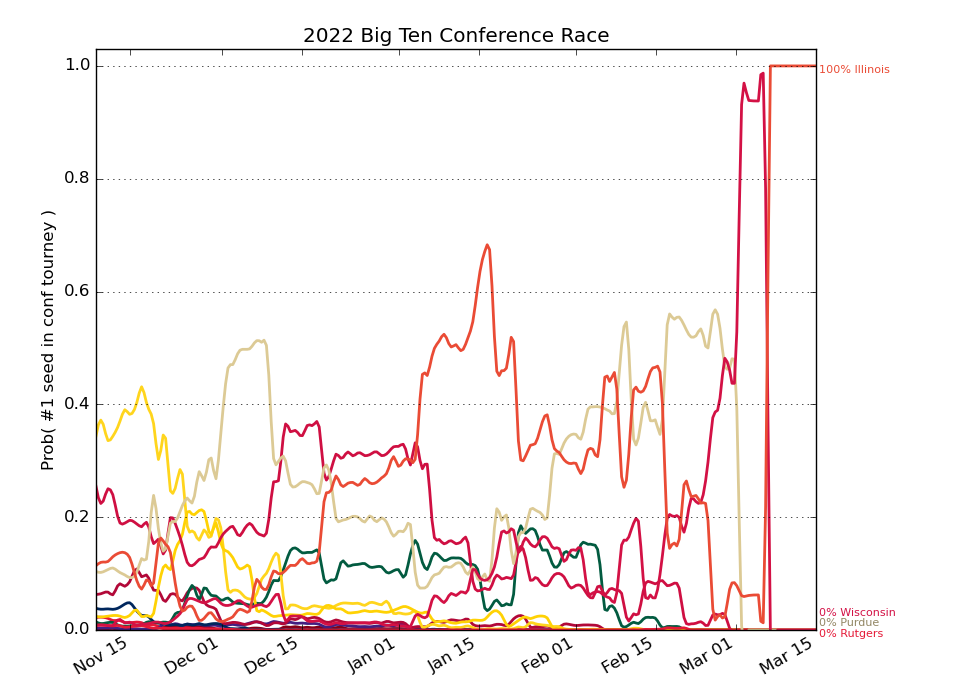 2022 Big Ten Conference Race
Prob( #1 seed in conf tourney )
1.0
0.8
0.6
0.4
0.2
0.0
100% Illinois
0% Wisconsin
0% Purdue
0% Rutgers
Nov 15
Dec 01
Dec 15
Jan 01
Jan 15
Feb 01
Feb 15
Mar 01
Mar 15